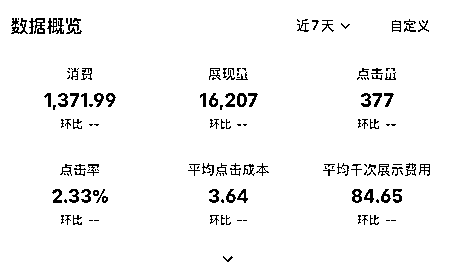 数据概览 近7天 自定义
消费 展现量 点击量
1,371.99 16,207 377
环比 -- 环比 -- 环比 --
点击率 平均点击成本 平均千次展示费用
2.33% 3.64 84.65
环比 -- 环比 -- 环比 --